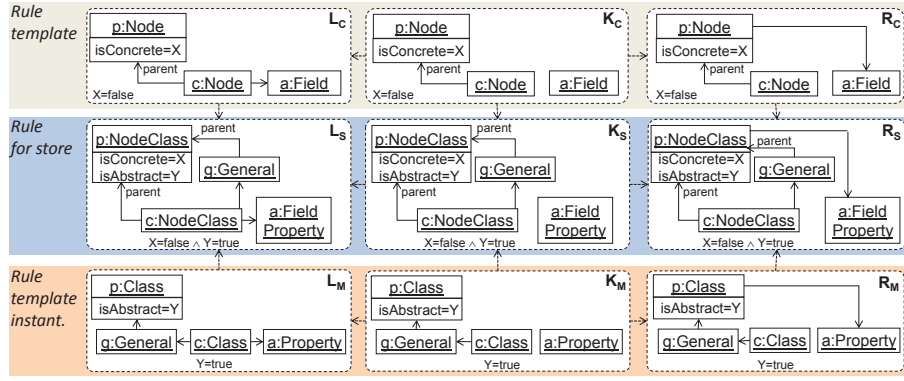 Rule
template
L_C
p:Node
isConcrete=X
parent
c:Node
a:Field
X=false
K_C
p:Node
isConcrete=X
parent
c:Node
a:Field
X=false
R_C
p:Node
isConcrete=X
parent
c:Node
a:Field
X=false
Rule
for store
L_S
parent
p:NodeClass
isConcrete=X
isAbstract=Y
g:General
parent
c:NodeClass
a:Field
Property
X=false ∧ Y=true
K_S
parent
p:NodeClass
isConcrete=X
isAbstract=Y
g:General
parent
c:NodeClass
a:Field
Property
X=false ∧ Y=true
R_S
p:NodeClass
parent
isConcrete=X
isAbstract=Y
g:General
parent
c:NodeClass
a:Field
Property
X=false ∧ Y=true
Rule
template
instant.
L_M
p:Class
isAbstract=Y
g:General
c:Class
a:Property
Y=true
K_M
p:Class
isAbstract=Y
g:General
c:Class
a:Property
Y=true
R_M
p:Class
isAbstract=Y
g:General
c:Class
a:Property
Y=true